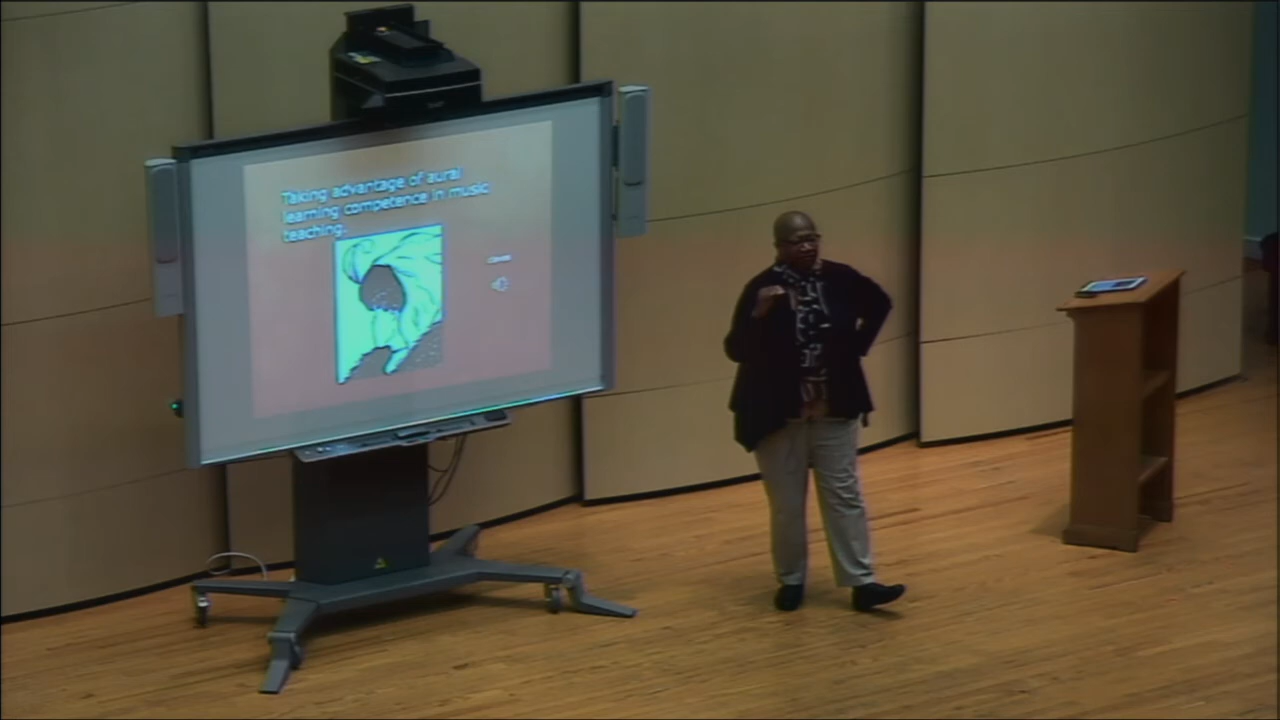 Taking advantage of aural
learning competence in music
teaching.